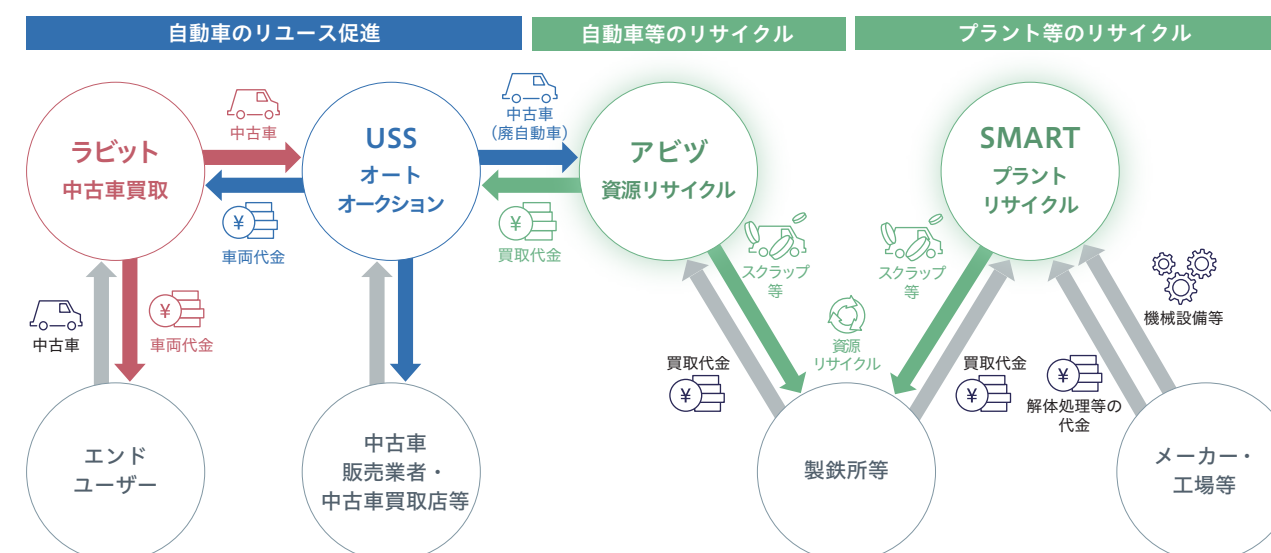 自動車のリユース促進
自動車等のリサイクル
プラント等のリサイクル
ラビット
中古車買取
中古車
¥
車両代金
USS
オート
オークション
中古車
(廃自動車)
¥
買取代金
アビヅ
資源リサイクル
SMART
プラント
リサイクル
スクラップ
等
スクラップ
等
機械設備等
中古車
¥
車両代金
買取代金
¥
資源
リサイクル
買取代金
¥
¥
解体処理等の
代金
エンド
ユーザー
中古車
販売業者・
中古車買取店等
製鉄所等
メーカー・
工場等